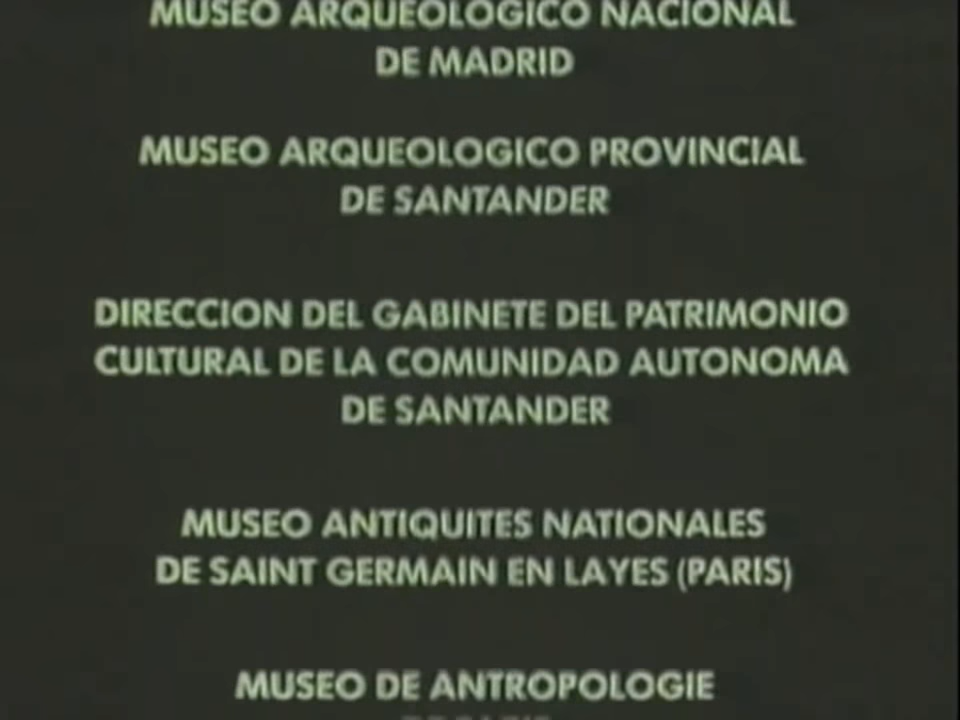 MUSEO ARQUEOLOGICO NACIONAL
DE MADRID
MUSEO ARQUEOLOGICO PROVINCIAL
DE SANTANDER
DIRECCION DEL GABINETE DEL PATRIMONIO
CULTURAL DE LA COMUNIDAD AUTONOMA
DE SANTANDER
MUSEO ANTIQUITES NATIONALES
DE SAINT GERMAIN EN LAYES (PARIS)
MUSEO DE ANTROPOLOGIE